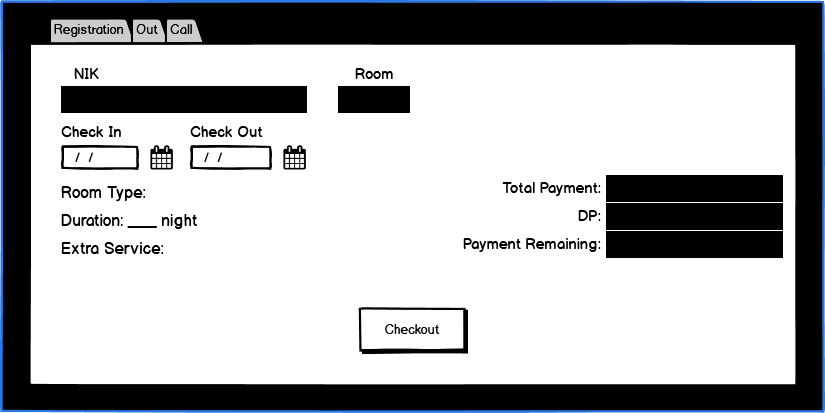 Registration Out Call
NIK Room
Check In Check Out
/ / / /
Room Type:
Total Payment:
Duration: ___ night
DP:
Extra Service:
Payment Remaining:
Checkout